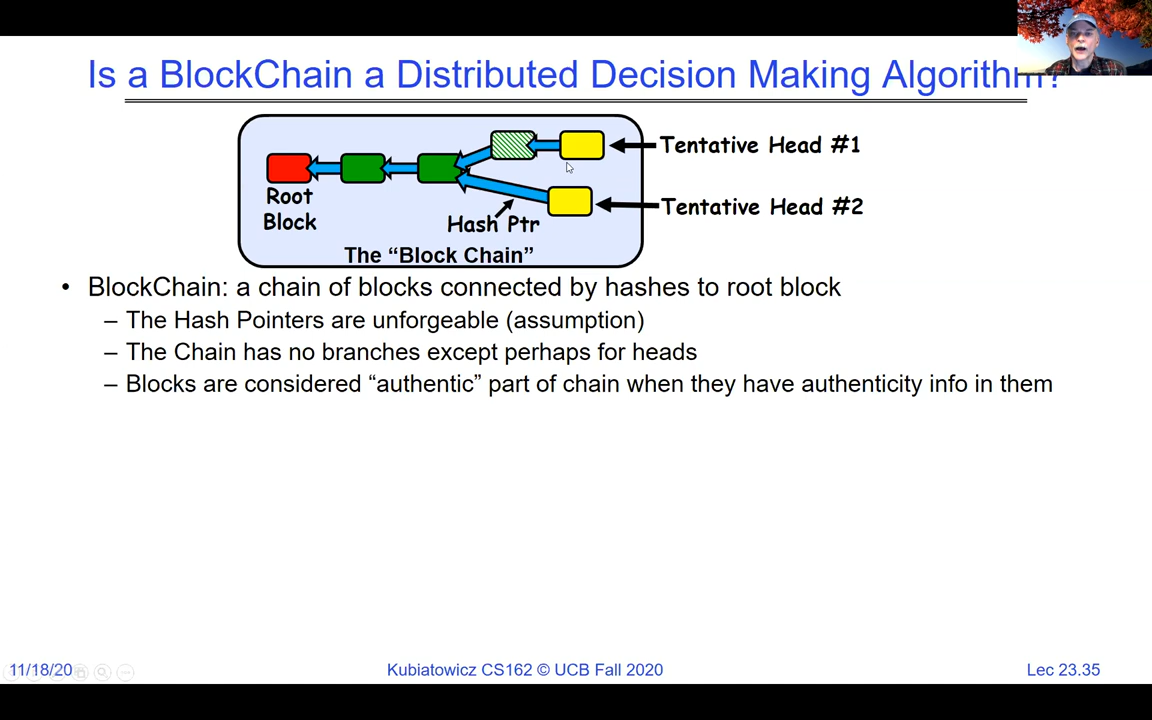 Is a BlockChain a Distributed Decision Making Algorithm?
Tentative Head #1
Root
Block
Hash Ptr
Tentative Head #2
The “Block Chain”
• BlockChain: a chain of blocks connected by hashes to root block
– The Hash Pointers are unforgeable (assumption)
– The Chain has no branches except perhaps for heads
– Blocks are considered “authentic” part of chain when they have authenticity info in them
11/18/20
Kubiatowicz CS162 © UCB Fall 2020
Lec 23.35